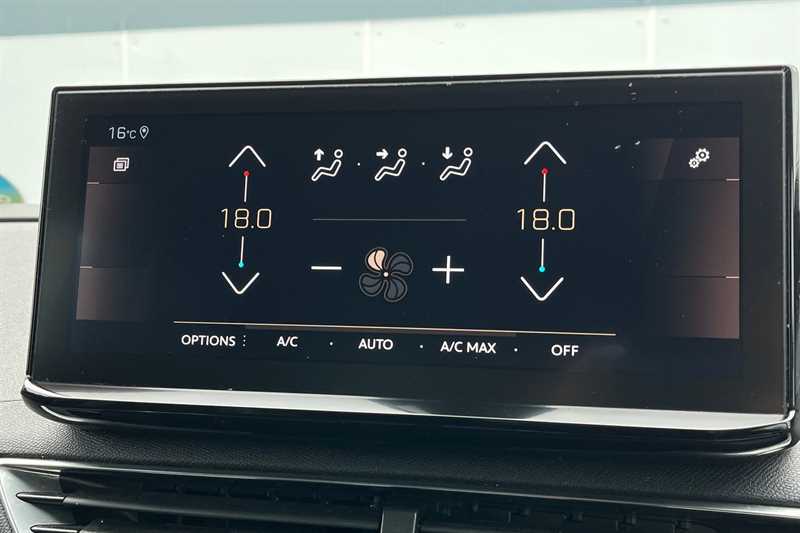 16°C
18.0
18.0
OPTIONS
A/C
AUTO
A/C MAX
OFF